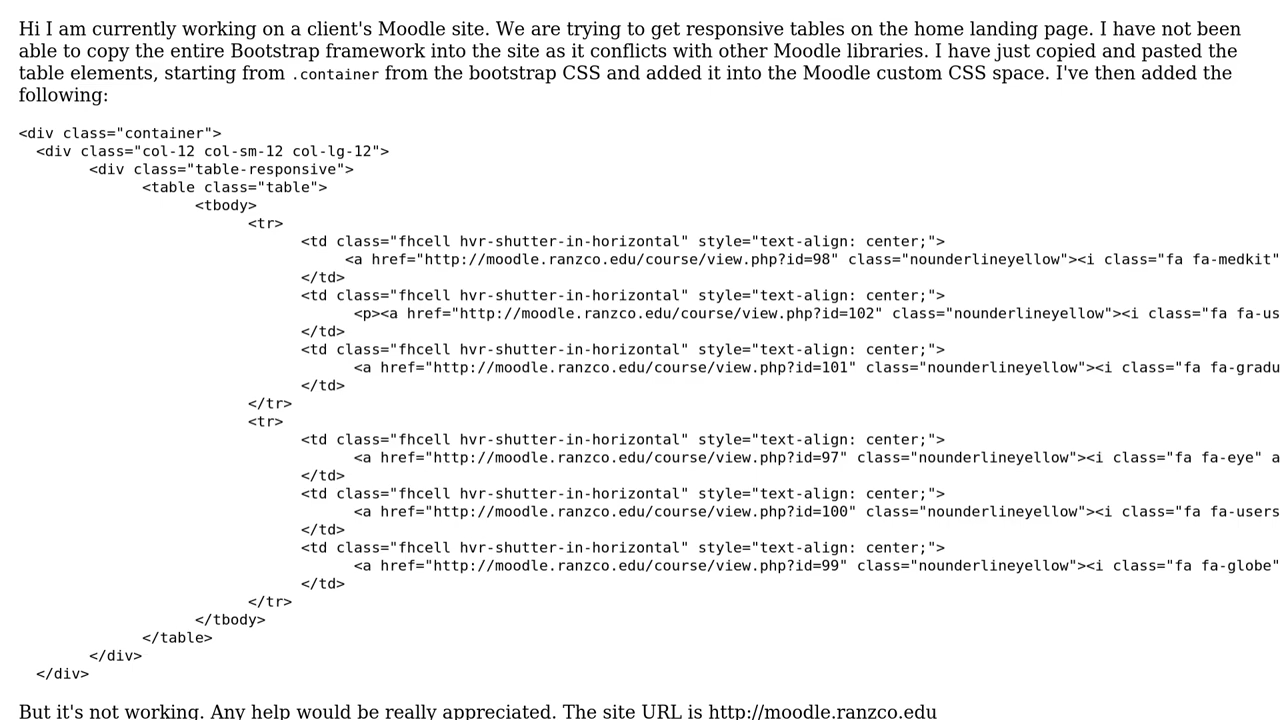 Hi I am currently working on a client's Moodle site. We are trying to get responsive tables on the home landing page. I have not been
able to copy the entire Bootstrap framework into the site as it conflicts with other Moodle libraries. I have just copied and pasted the
table elements, starting from .container from the bootstrap CSS and added it into the Moodle custom CSS space. I've then added the
following:
<div class="container">
<div class="col-12 col-sm-12 col-lg-12">
<div class="table-responsive">
<table class="table">
<tbody>
<tr>
<td class="fhcell hvr-shutter-in-horizontal" style="text-align: center;">
<a href="http://moodle.ranzco.edu/course/view.php?id=98" class="nounderlineyellow"><i class="fa fa-medkit"
</td>
<td class="fhcell hvr-shutter-in-horizontal" style="text-align: center;">
<p><a href="http://moodle.ranzco.edu/course/view.php?id=102" class="nounderlineyellow"><i class="fa fa-us
</td>
<td class="fhcell hvr-shutter-in-horizontal" style="text-align: center;">
<a href="http://moodle.ranzco.edu/course/view.php?id=101" class="nounderlineyellow"><i class="fa fa-gradu
</td>
</tr>
<tr>
<td class="fhcell hvr-shutter-in-horizontal" style="text-align: center;">
<a href="http://moodle.ranzco.edu/course/view.php?id=97" class="nounderlineyellow"><i class="fa fa-eye" a
</td>
<td class="fhcell hvr-shutter-in-horizontal" style="text-align: center;">
<a href="http://moodle.ranzco.edu/course/view.php?id=100" class="nounderlineyellow"><i class="fa fa-users
</td>
<td class="fhcell hvr-shutter-in-horizontal" style="text-align: center;">
<a href="http://moodle.ranzco.edu/course/view.php?id=99" class="nounderlineyellow"><i class="fa fa-globe"
</td>
</tr>
</tbody>
</table>
</div>
</div>
But it's not working. Any help would be really appreciated. The site URL is http://moodle.ranzco.edu